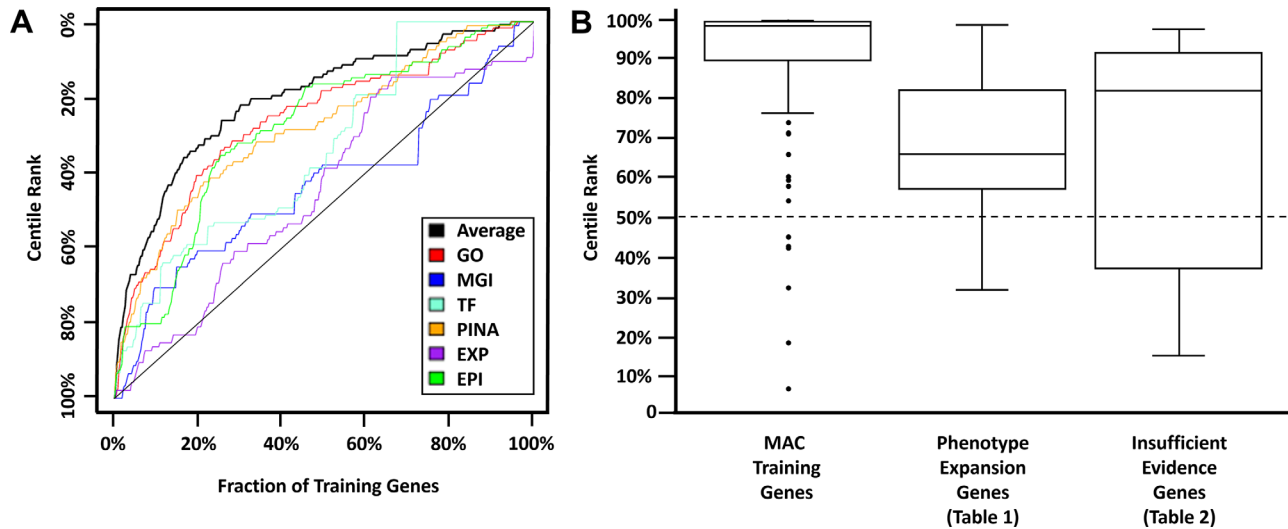 A
Centile Rank
0%
20%
40%
60%
80%
100%
0%
20%
40%
60%
80%
100%
Fraction of Training Genes
Average
GO
MGI
TF
PINA
EXP
EPI
B
Centile Rank
100%
90%
80%
70%
60%
50%
40%
30%
20%
10%
0
MAC
Training
Genes
Phenotype
Expansion
Genes
(Table 1)
Insufficient
Evidence
Genes
(Table 2)